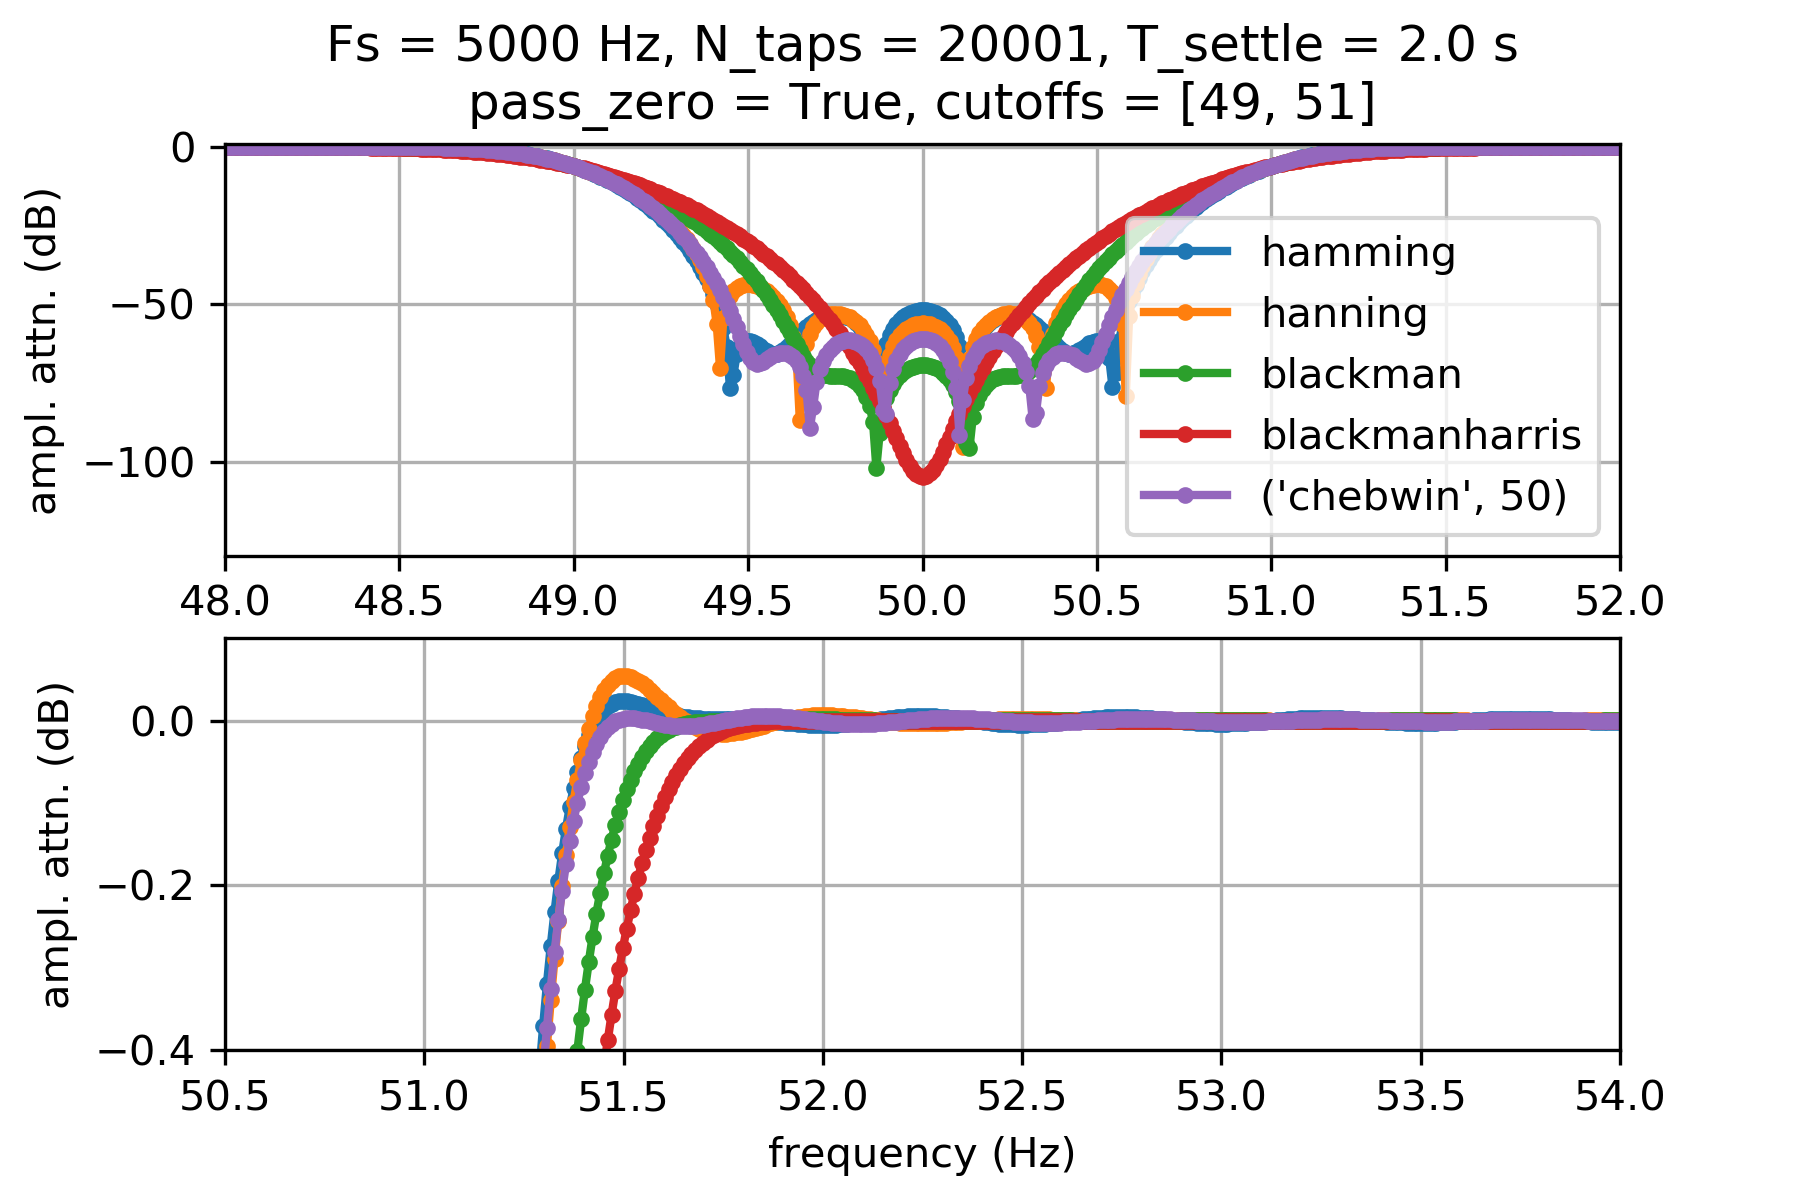 Fs = 5000 Hz, N_taps = 20001, T_settle = 2.0 s
pass_zero = True, cutoffs = [49, 51]
ampl. attn. (dB)
0
−50
−100
hamming
hanning
blackman
blackmanharris
('chebwin', 50)
48.0 48.5 49.0 49.5 50.0 50.5 51.0 51.5 52.0
ampl. attn. (dB)
0.0
−0.2
−0.4
50.5 51.0 51.5 52.0 52.5 53.0 53.5 54.0
frequency (Hz)